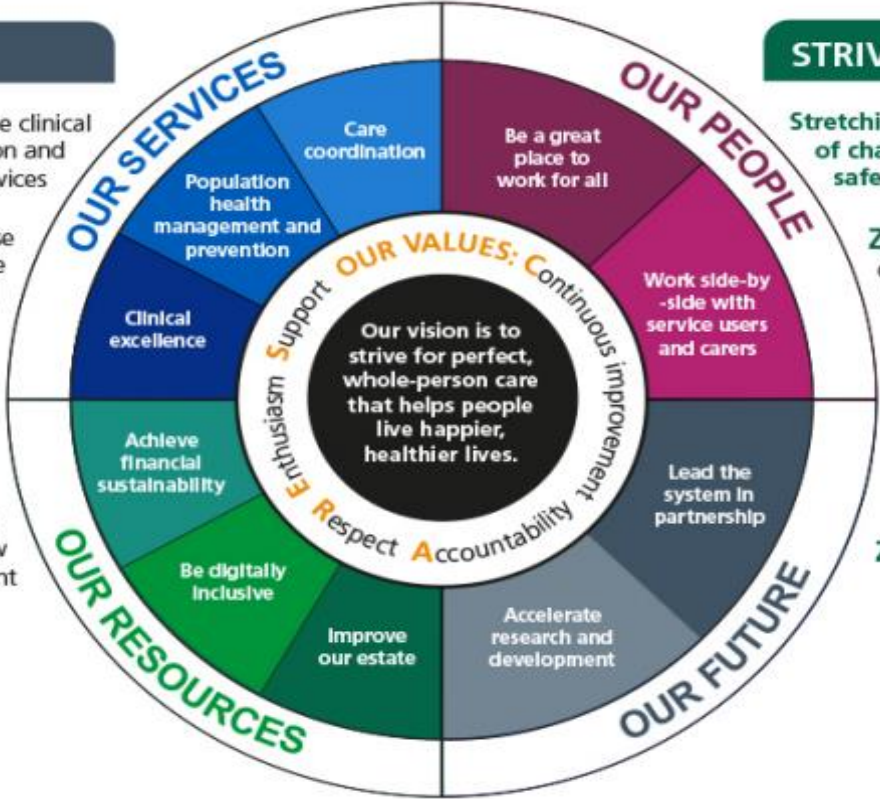 OUR SERVICES
Care
coordination
Population
health
management and
prevention
Clinical
excellence
OUR PEOPLE
Be a great
place to
work for all
Work side-by
-side with
service users
and carers
OUR VALUES: Continuous improvement
Accountability
Respect
Enthusiasm
Support
Our vision is to
strive for perfect,
whole-person care
that helps people
live happier,
healthier lives.
Achieve
financial
sustainability
Be digitally
inclusive
Improve
our estate
OUR RESOURCES
Lead the
system in
partnership
Accelerate
research and
development
OUR FUTURE
clinical
and
STRIV
Stretchi
of cha
safe